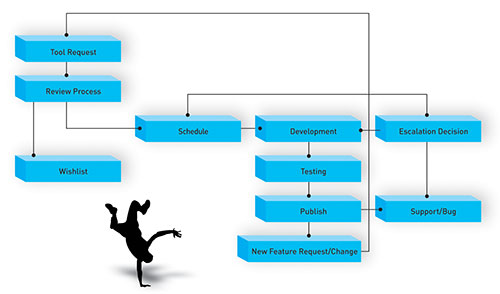 Tool Request
Review Process
Schedule
Development
Escalation Decision
Wishlist
Testing
Publish
Support/Bug
New Feature Request/Change